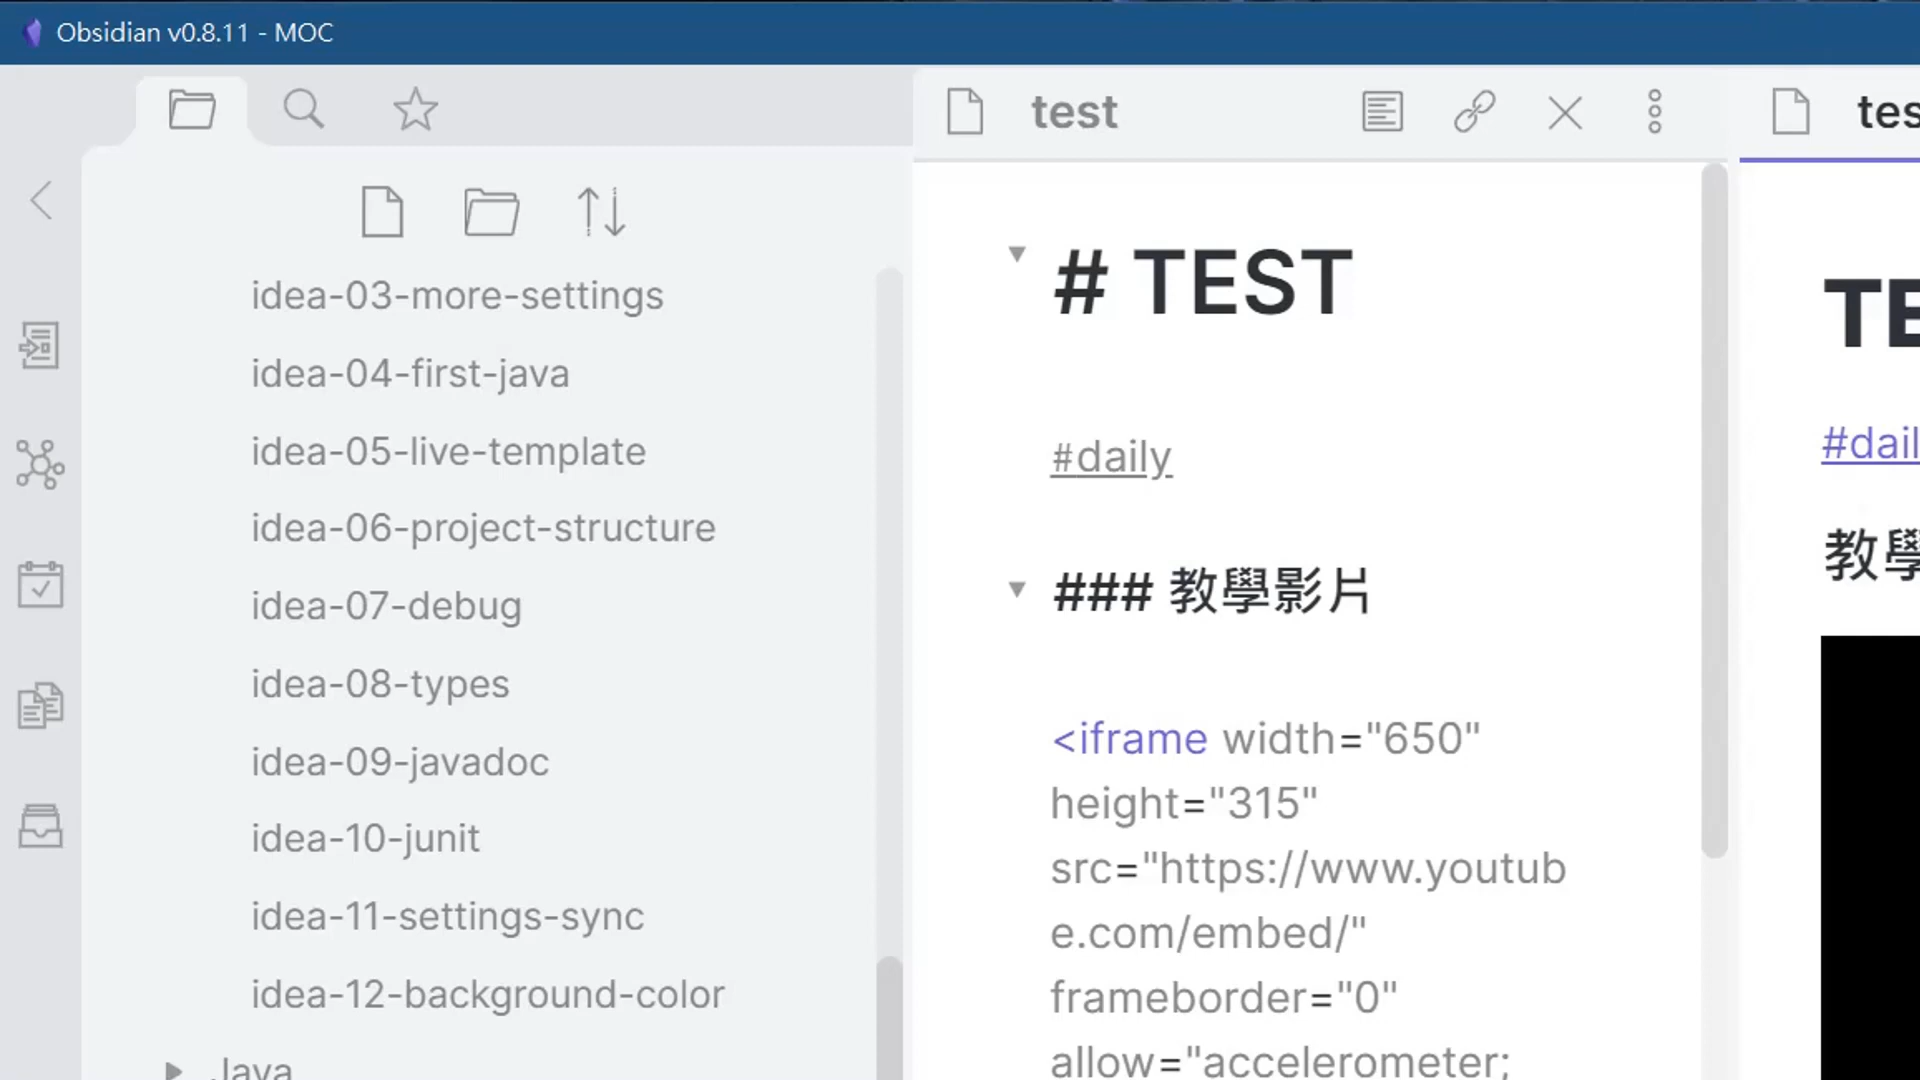 Obsidian v0.8.11 - MOC
idea-03-more-settings
idea-04-first-java
idea-05-live-template
idea-06-project-structure
idea-07-debug
idea-08-types
idea-09-javadoc
idea-10-junit
idea-11-settings-sync
idea-12-background-color
Java
test
# TEST
#daily
### 教學影片
<iframe width="650"
height="315"
src="https://www.youtub
e.com/embed/"
frameborder="0"
allow="accelerometer;
tes
TE
#dail
教學